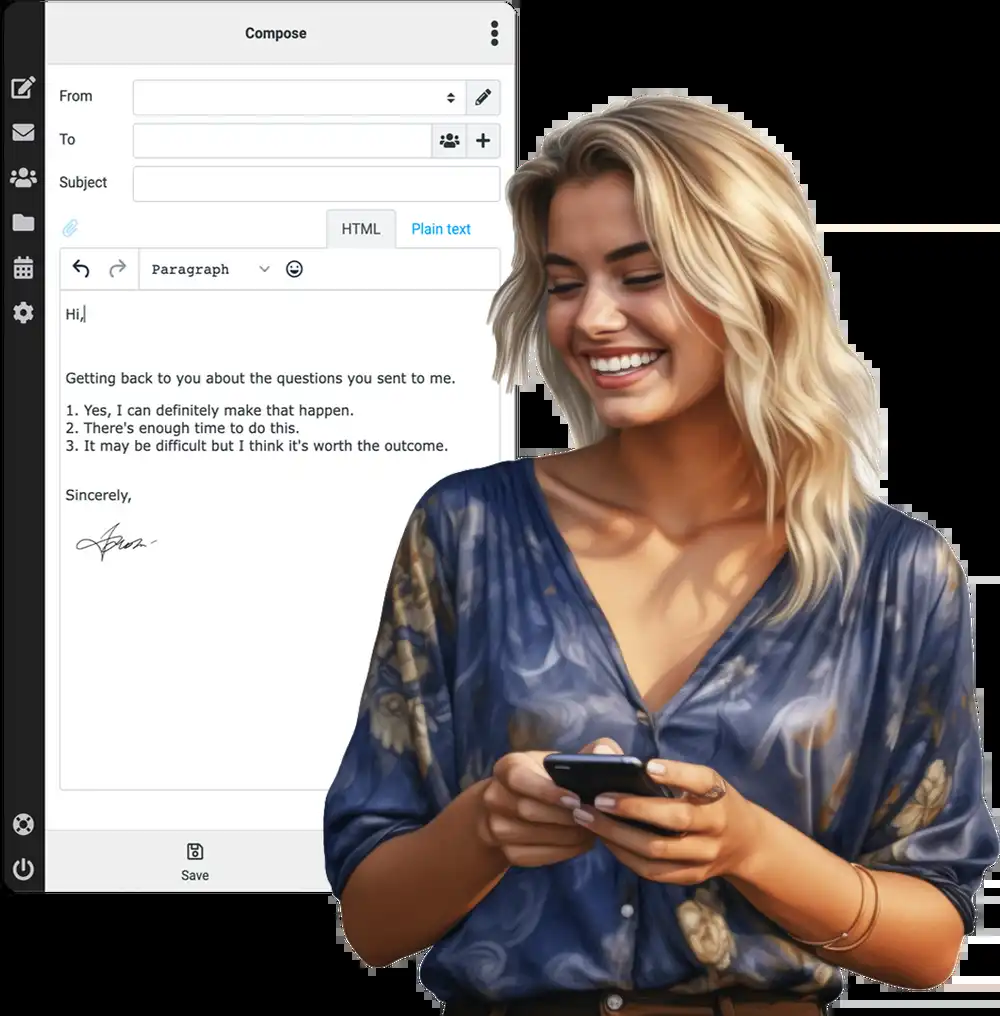 Compose
From
To
Subject
HTML Plain text
Paragraph
Hi,
Getting back to you about the questions you sent to me.
1. Yes, I can definitely make that happen.
2. There's enough time to do this.
3. It may be difficult but I think it's worth the outcome.
Sincerely,
Save